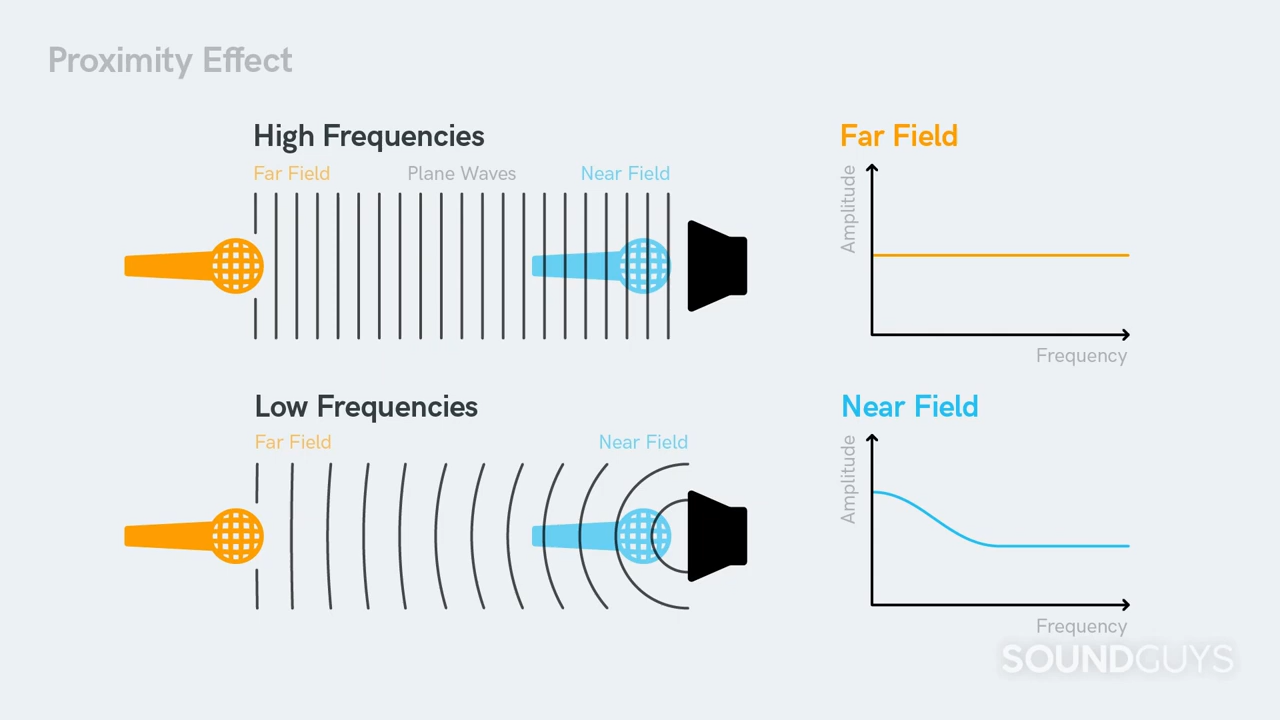 Proximity Effect
High Frequencies
Far Field
Plane Waves
Near Field
Far Field
Amplitude
Frequency
Low Frequencies
Far Field
Near Field
Near Field
Amplitude
Frequency
SOUNDGUYS